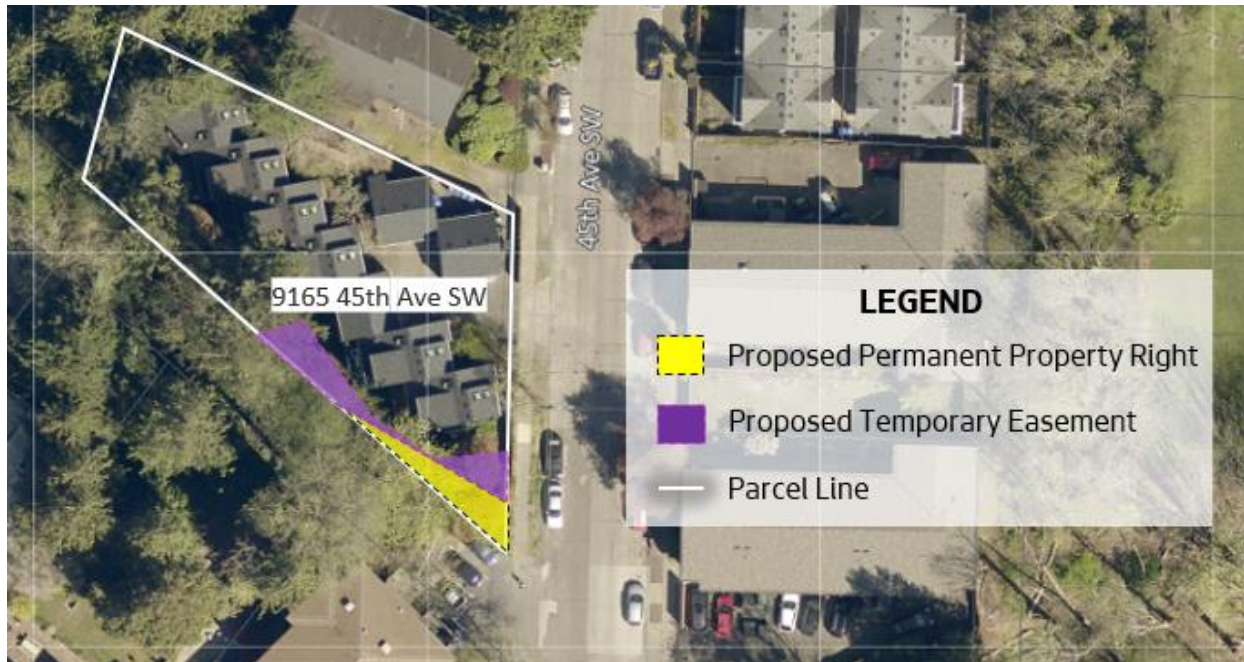 45th Ave SW
9165 45th Ave SW
LEGEND
Proposed Permanent Property Right
Proposed Temporary Easement
Parcel Line